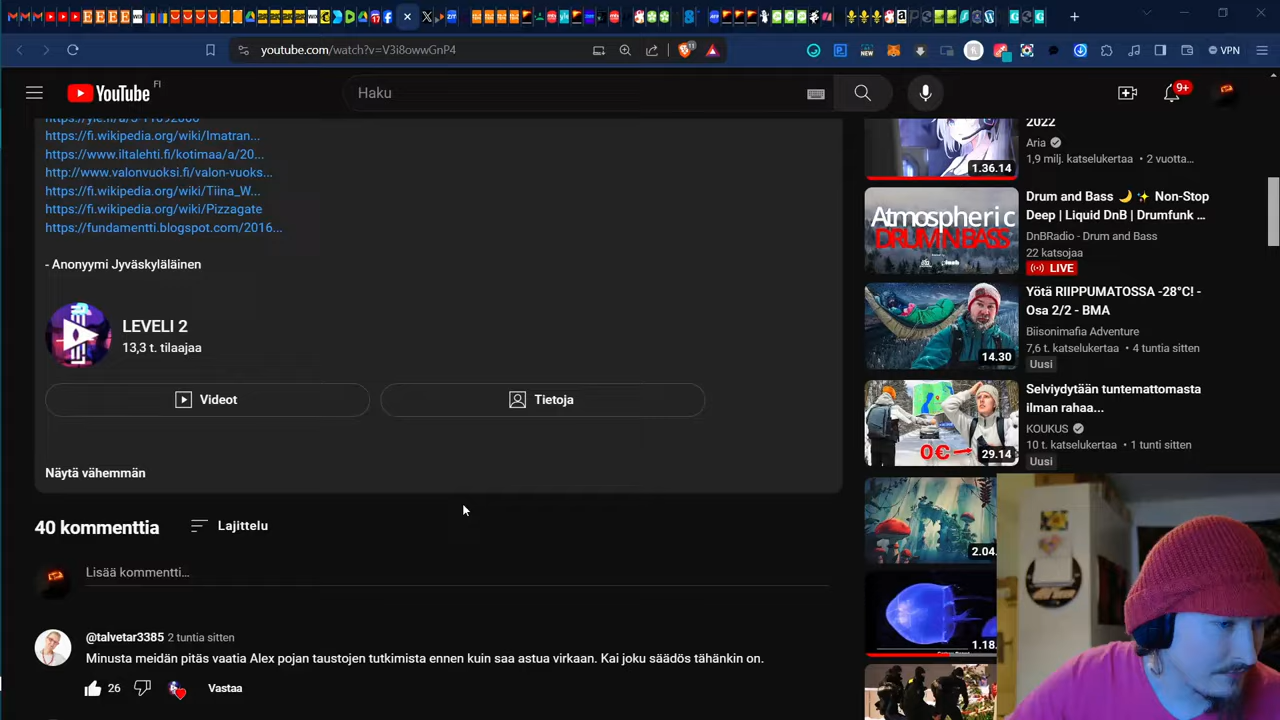 youtube.com/watch?v=V3i8owwGnP4
VPN
YouTube FI
Haku
9+
https://yle.fi/a/3-11692860
https://fi.wikipedia.org/wiki/Imatran...
https://www.iltalehti.fi/kotimaa/a/20...
http://www.valonvuoksi.fi/valon-vuoks...
https://fi.wikipedia.org/wiki/Tiina_W...
https://fi.wikipedia.org/wiki/Pizzagate
https://fundamentti.blogspot.com/2016...
- Anonyymi Jyväskyläläinen
LEVELI 2
13,3 t. tilaajaa
Videot
Tietoja
Näytä vähemmän
40 kommenttia
Lajittelu
Lisää kommentti...
@talvetar3385 2 tuntia sitten
Minusta meidän pitäs vaatia Alex pojan taustojen tutkimista ennen kuin saa astua virkaan. Kai joku säädös tähänkin on.
26
Vastaa
2022
Aria
1,9 milj. katselukertaa • 2 vuotta...
1.36.14
Atmospheric
DRUM N BASS
Drum and Bass 🌙 ✨ Non-Stop
Deep | Liquid DnB | Drumfunk ...
DnBRadio - Drum and Bass
22 katsojaa
LIVE
Yötä RIIPPUMATOSSA -28°C! -
Osa 2/2 - BMA
Biisonimafia Adventure
7,6 t. katselukertaa • 4 tuntia sitten
Uusi
14.30
Selviydytään tuntemattomasta
ilman rahaa...
KOUKUS
10 t. katselukertaa • 1 tunti sitten
Uusi
0€
29.14
2.04.
1.18.